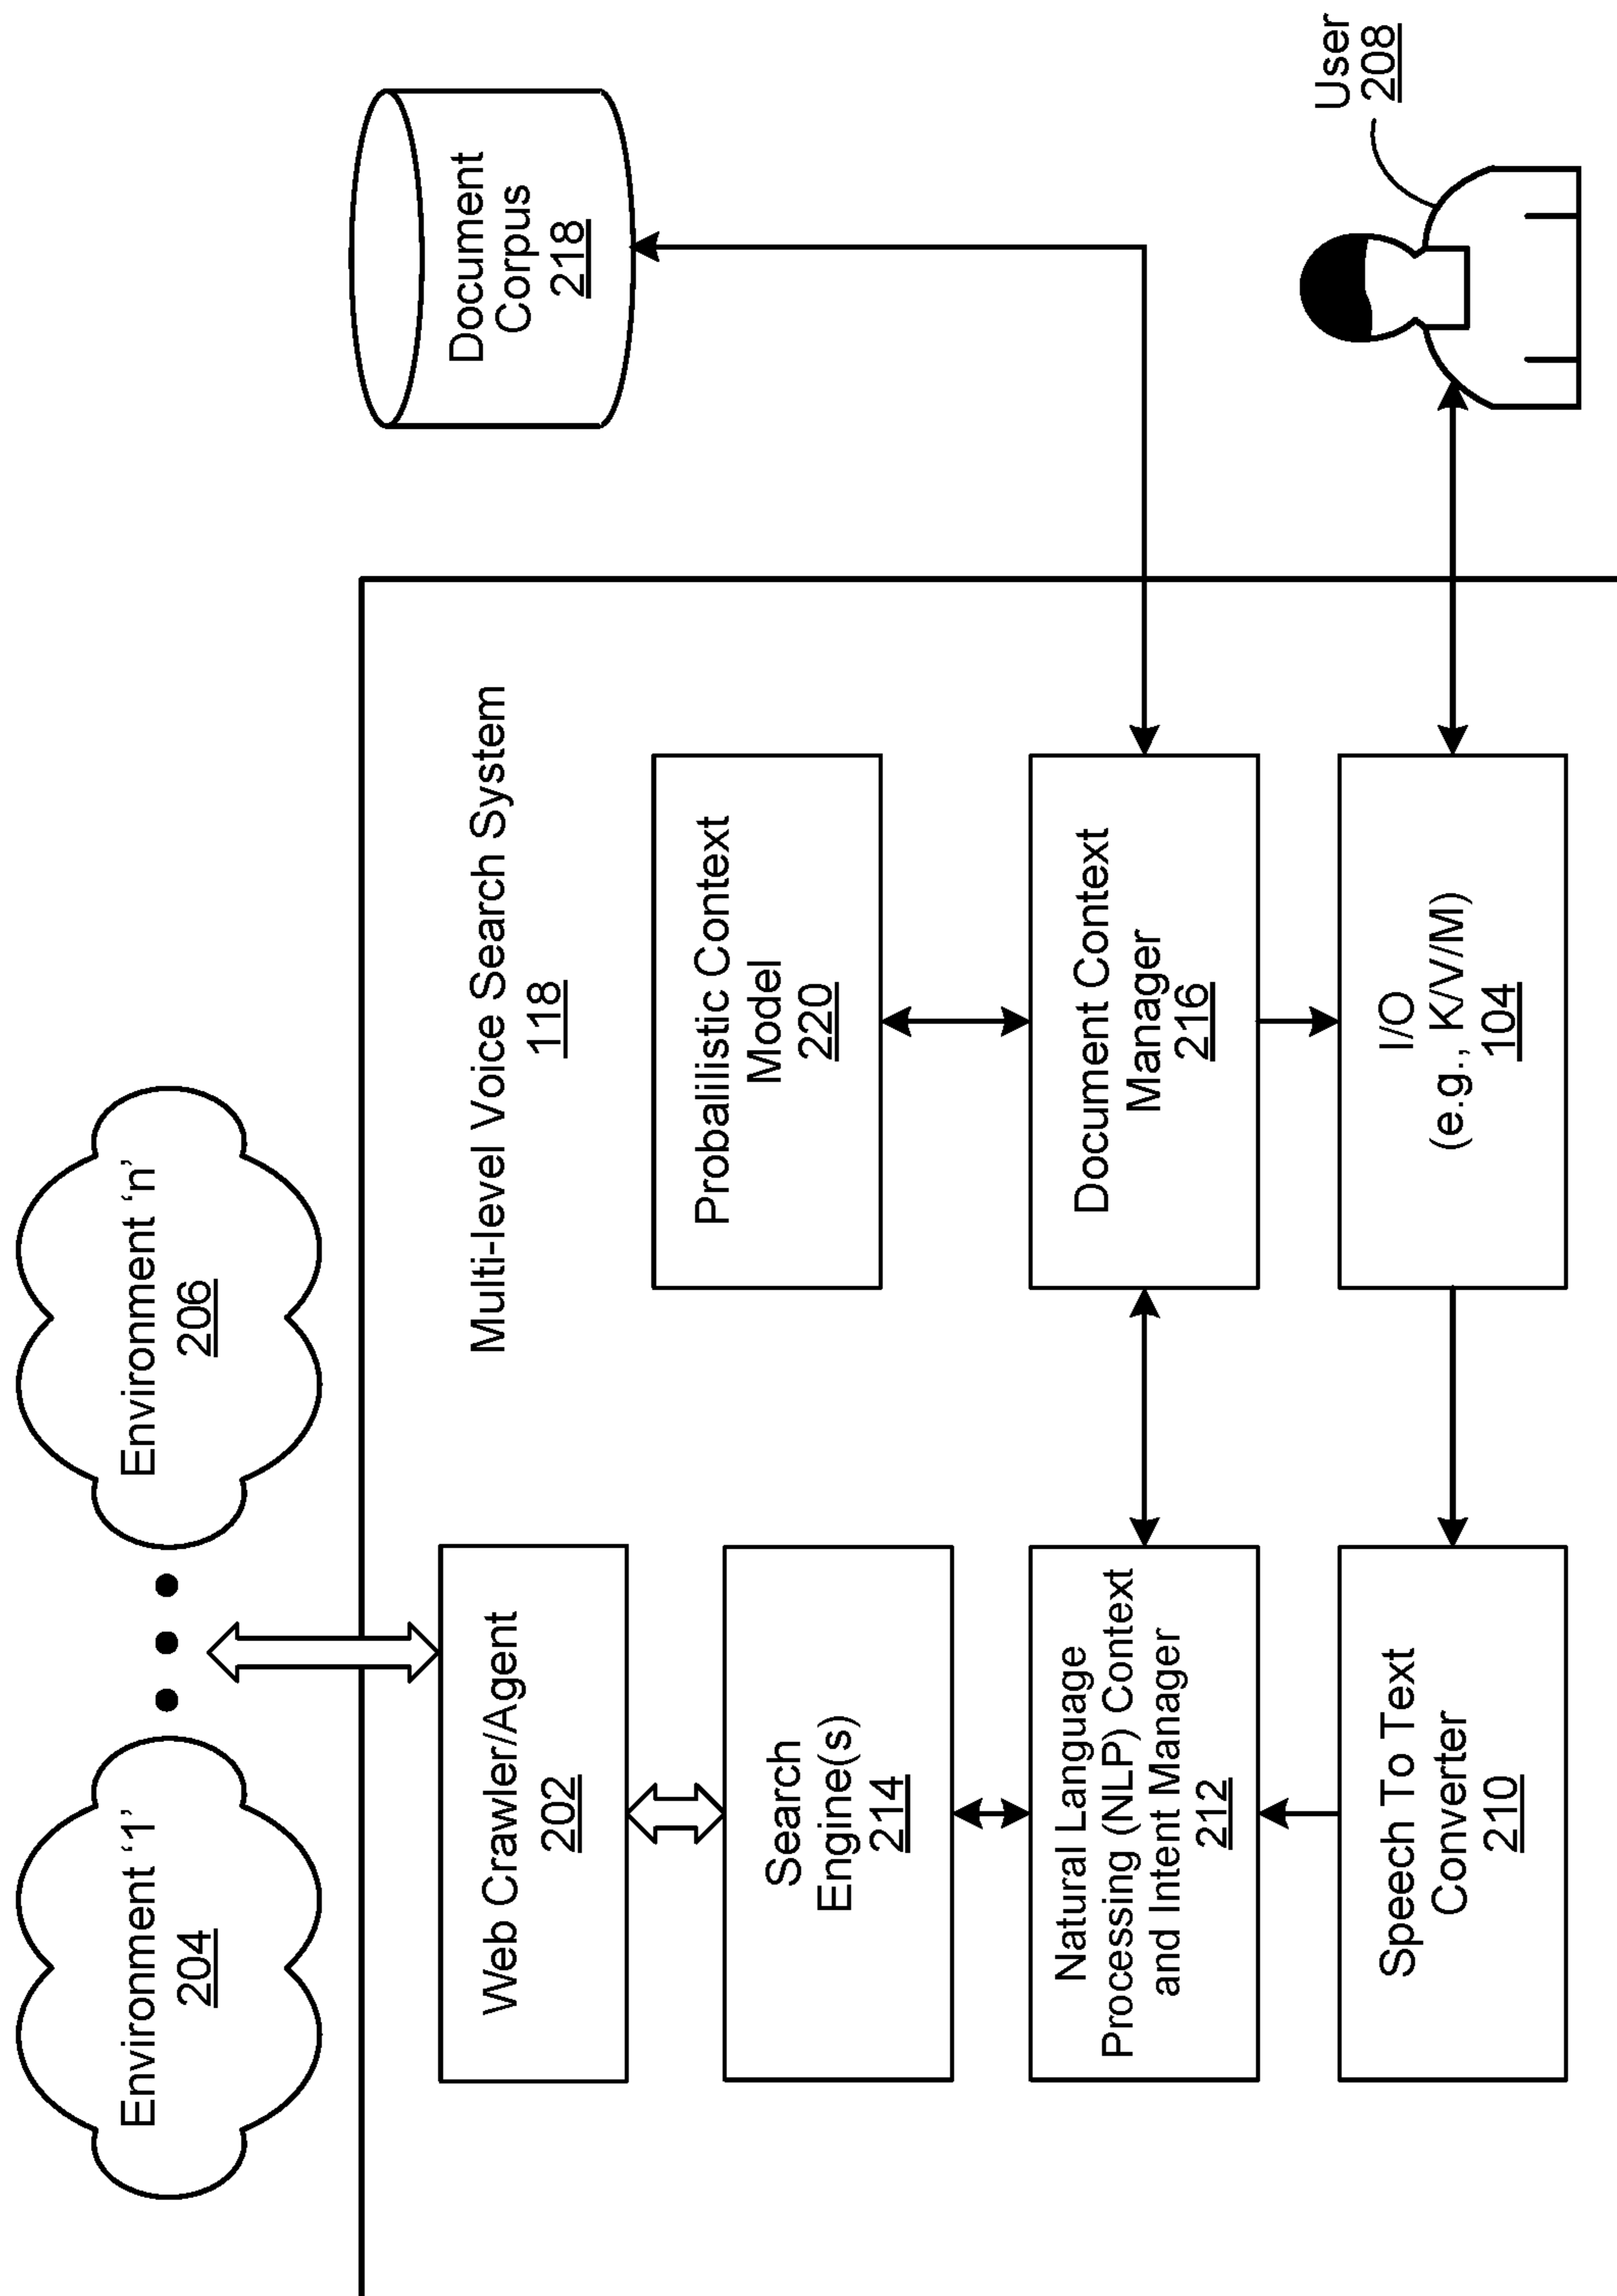 Environment ‘1’
204
Environment ‘n’
206
Multi-level Voice Search System
118
Document
Corpus
218
Web Crawler/Agent
202
Search
Engine(s)
214
Probalilistic Context
Model
220
Natural Language
Processing (NLP) Context
and Intent Manager
212
Document Context
Manager
216
Speech To Text
Converter
210
I/O
(e.g., K/V/M)
104
User
208